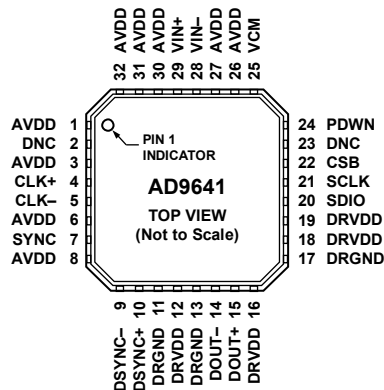 32 AVDD
31 AVDD
30 AVDD
29 VIN+
28 VIN–
27 AVDD
26 AVDD
25 VCM
AVDD 1
DNC 2
AVDD 3
CLK+ 4
CLK– 5
AVDD 6
SYNC 7
AVDD 8
PIN 1
INDICATOR
AD9641
TOP VIEW
(Not to Scale)
24 PDWN
23 DNC
22 CSB
21 SCLK
20 SDIO
19 DRVDD
18 DRVDD
17 DRGND
DSYNC– 9
DSYNC+ 10
DRGND 11
DRVDD 12
DRGND 13
DOUT– 14
DOUT+ 15
DRVDD 16